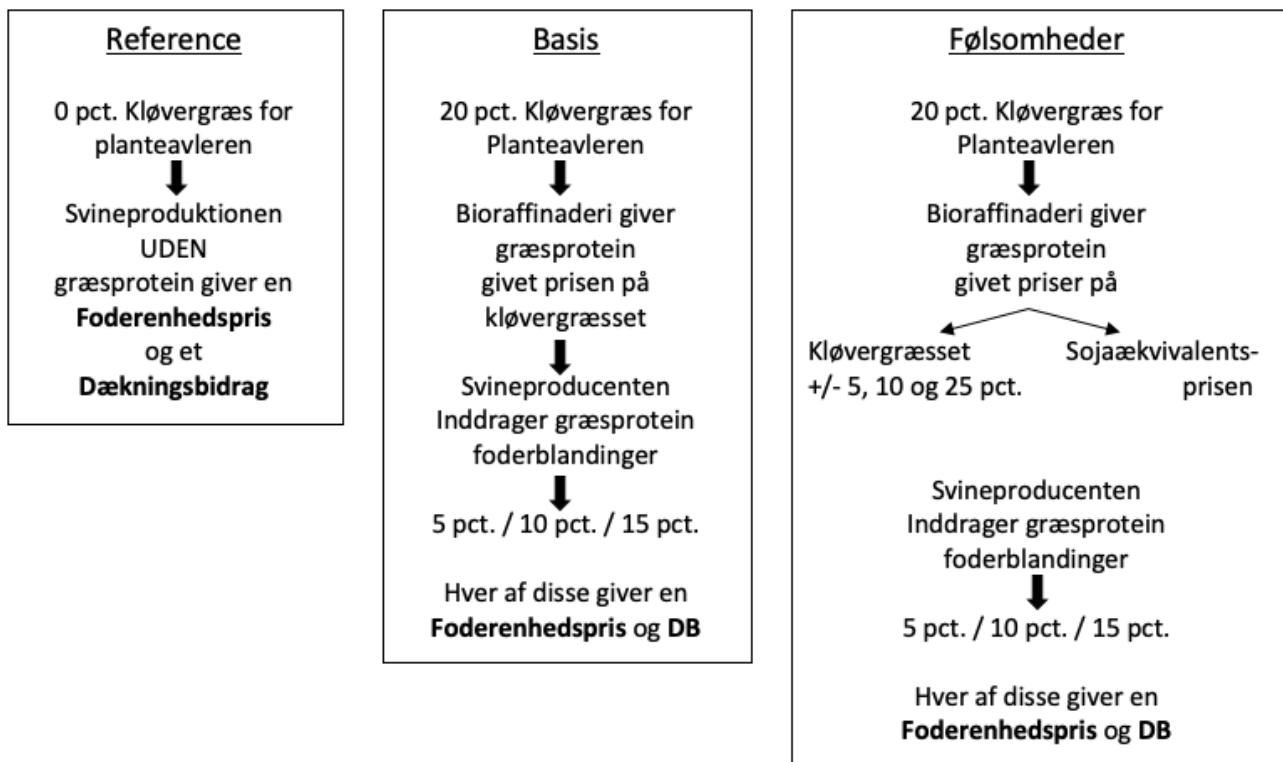 Reference
0 pct. Kløvergræs for
planteavleren
Svineproduktionen
UDEN
græsprotein giver en
Foderenhedspris
og et
Dækningsbidrag
Basis
20 pct. Kløvergræs for
Planteavleren
Bioraffinaderi giver
græsprotein
givet prisen på
kløvergræsset
Svineproducenten
Inddrager græsprotein
foderblandinger
5 pct. / 10 pct. / 15 pct.
Hver af disse giver en
Foderenhedspris og DB
Følsomheder
20 pct. Kløvergræs for
Planteavleren
Bioraffinaderi giver
græsprotein
givet priser på
Kløvergræsset
+/- 5, 10 og 25 pct.
Sojaækvivalents-
prisen
Svineproducenten
Inddrager græsprotein
foderblandinger
5 pct. / 10 pct. / 15 pct.
Hver af disse giver en
Foderenhedspris og DB